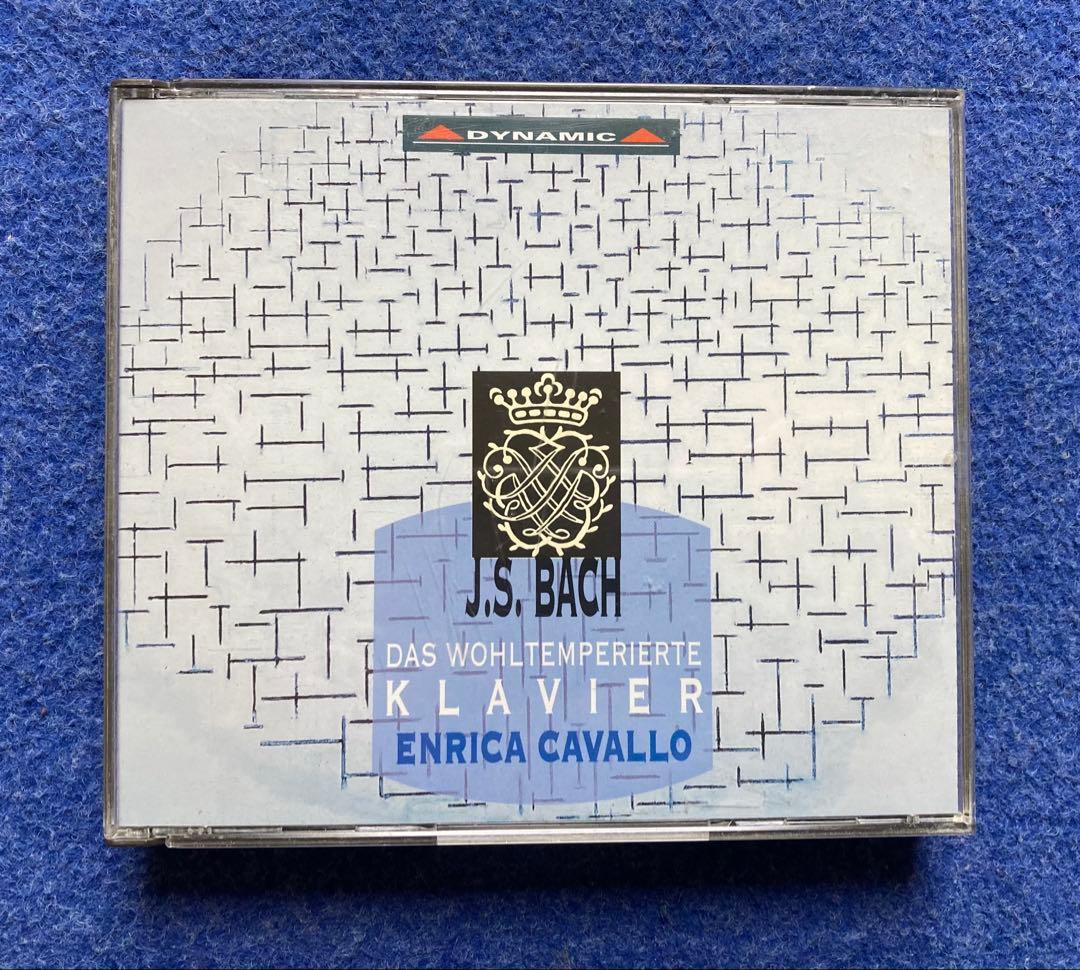 DYNAMIC
J.S. BACH
DAS WOHLTEMPERIERTE
KLAVIER
ENRICA CAVALLO